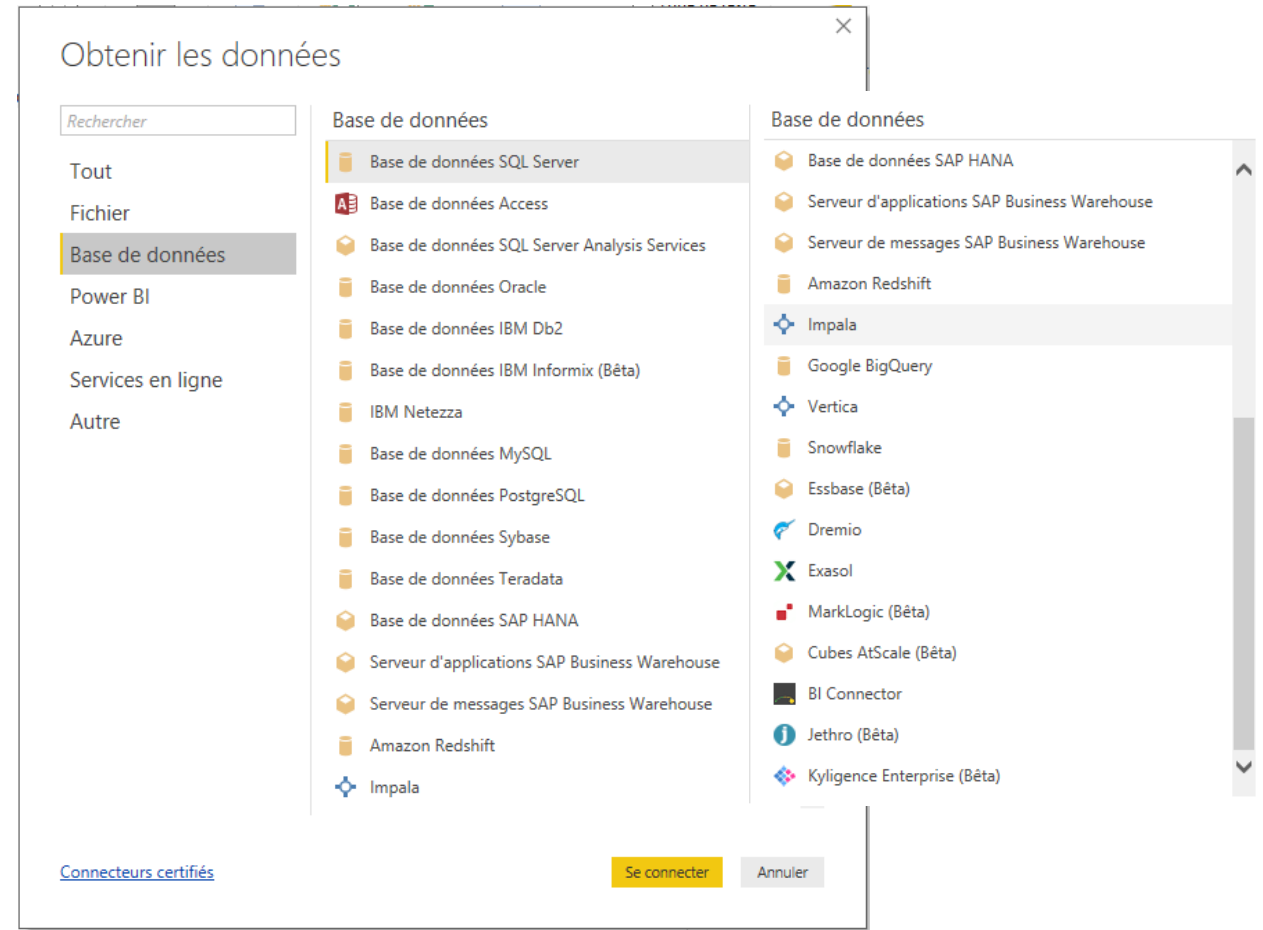 Obtenir les données
Rechercher
Tout
Fichier
Base de données
Power BI
Azure
Services en ligne
Autre
Base de données
Base de données SQL Server
Base de données Access
Base de données SQL Server Analysis Services
Base de données Oracle
Base de données IBM Db2
Base de données IBM Informix (Bêta)
IBM Netezza
Base de données MySQL
Base de données PostgreSQL
Base de données Sybase
Base de données Teradata
Base de données SAP HANA
Serveur d'applications SAP Business Warehouse
Serveur de messages SAP Business Warehouse
Amazon Redshift
Impala
Base de données
Base de données SAP HANA
Serveur d'applications SAP Business Warehouse
Serveur de messages SAP Business Warehouse
Amazon Redshift
Impala
Google BigQuery
Vertica
Snowflake
Essbase (Bêta)
Dremio
Exasol
MarkLogic (Bêta)
Cubes AtScale (Bêta)
BI Connector
Jethro (Bêta)
Kyligence Enterprise (Bêta)
Connecteurs certifiés
Se connecter
Annuler